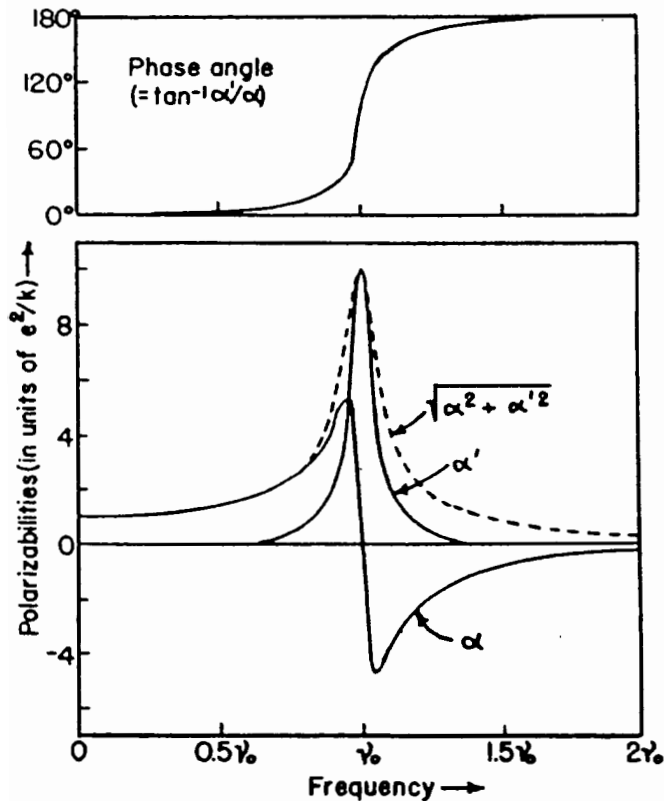 180°
120°
60°
0°
Phase angle
(=tan⁻¹α'/α)
8
4
0
-4
Polarizabilities (in units of e²/k) →
√α² + α'²
α'
α
0
0.5ν₀
ν₀
1.5ν₀
2ν₀
Frequency →